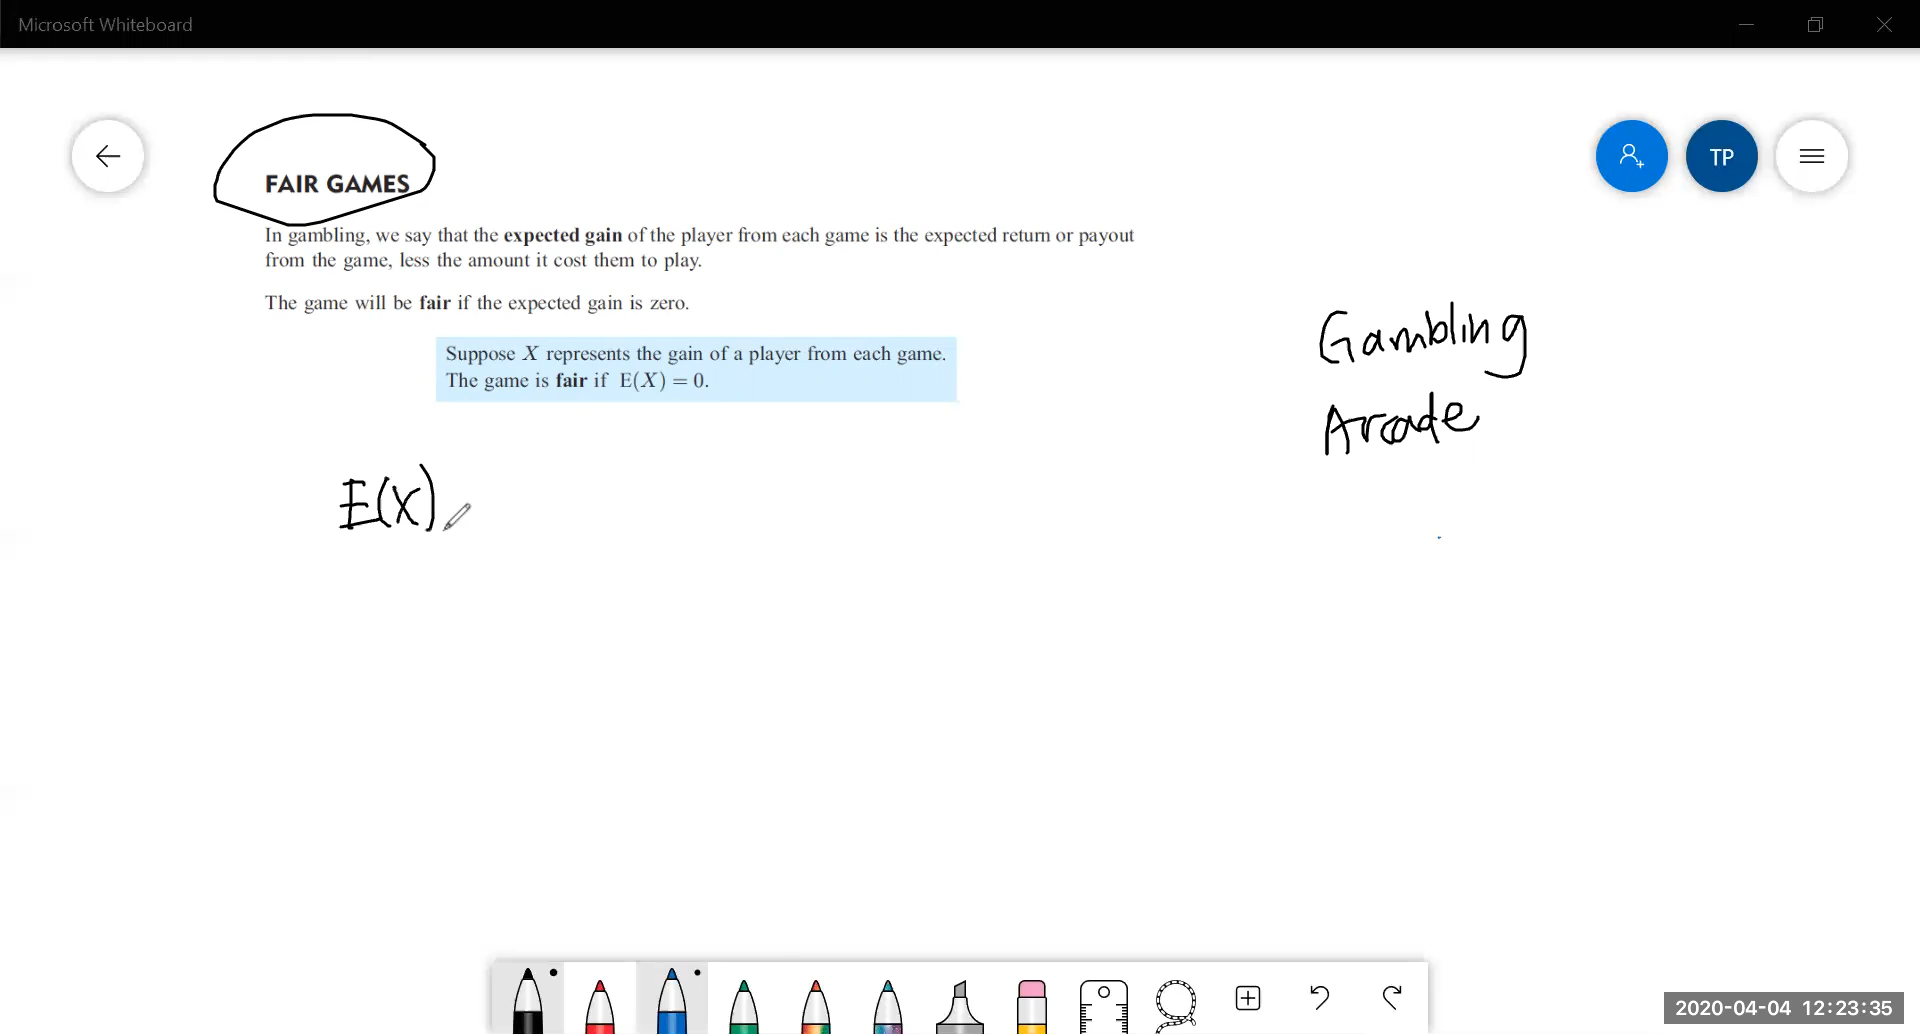 Microsoft Whiteboard
TP
FAIR GAMES
In gambling, we say that the expected gain of the player from each game is the expected return or payout
from the game, less the amount it cost them to play.
The game will be fair if the expected gain is zero.
Suppose X represents the gain of a player from each game.
The game is fair if E(X) = 0.
Gambling
Arcade
E(X)
2020-04-04 12:23:35